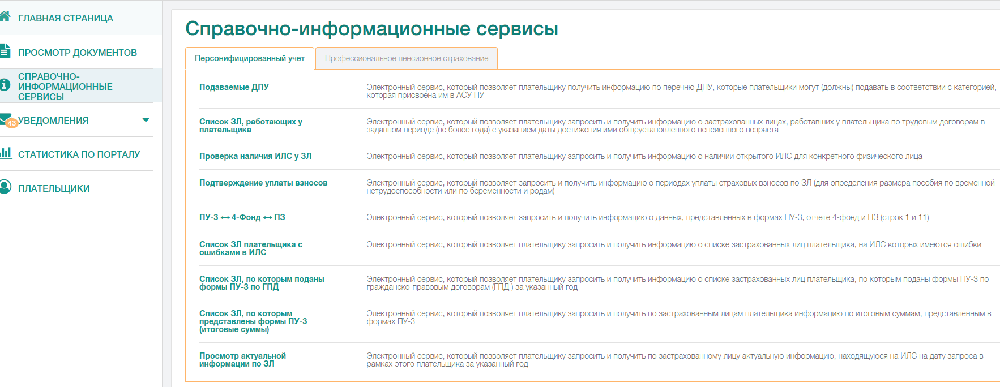 ГЛАВНАЯ СТРАНИЦА
ПРОСМОТР ДОКУМЕНТОВ
СПРАВОЧНО-
ИНФОРМАЦИОННЫЕ
СЕРВИСЫ
43
УВЕДОМЛЕНИЯ
СТАТИСТИКА ПО ПОРТАЛУ
ПЛАТЕЛЬЩИКИ
Справочно-информационные сервисы
Персонифицированный учет
Профессиональное пенсионное страхование
Подаваемые ДПУ
Электронный сервис, который позволяет плательщику получить информацию по перечню ДПУ, которые плательщики могут (должны) подавать в соответствии с категорией,
которая присвоена им в АСУ ПУ
Список ЗЛ, работающих у
плательщика
Электронный сервис, который позволяет плательщику запросить и получить информацию о застрахованных лицах, работавших у плательщика по трудовым договорам в
заданном периоде (не более года) с указанием даты достижения ими общеустановленного пенсионного возраста
Проверка наличия ИЛС у ЗЛ
Электронный сервис, который позволяет плательщику запросить и получить информацию о наличии открытого ИЛС для конкретного физического лица
Подтверждение уплаты взносов
Электронный сервис, который позволяет запросить и получить информацию о периодах уплаты страховых взносов по ЗЛ (для определения размера пособия по временной
нетрудоспособности или по беременности и родам)
ПУ-3 ↔ 4-Фонд ↔ ПЗ
Электронный сервис, который позволяет запросить и получить информацию о данных, представленных в формах ПУ-3, отчете 4-фонд и ПЗ (строк 1 и 11)
Список ЗЛ плательщика с
ошибками в ИЛС
Электронный сервис, который позволяет плательщику запросить и получить информацию о списке застрахованных лиц плательщика, на ИЛС которых имеются ошибки
Список ЗЛ, по которым поданы
формы ПУ-3 по ГПД
Электронный сервис, который позволяет плательщику запросить и получить информацию о списке застрахованных лиц плательщика, по которым поданы формы ПУ-3 по
гражданско-правовым договорам (ГПД ) за указанный год
Список ЗЛ, по которым
представлены формы ПУ-3
(итоговые суммы)
Электронный сервис, который позволяет плательщику запросить и получить по застрахованным лицам плательщика информацию по итоговым суммам, представленным в
формах ПУ-3
Просмотр актуальной
информации по ЗЛ
Электронный сервис, который позволяет плательщику запросить и получить по застрахованному лицу актуальную информацию, находящуюся на ИЛС на дату запроса в
рамках этого плательщика за указанный год